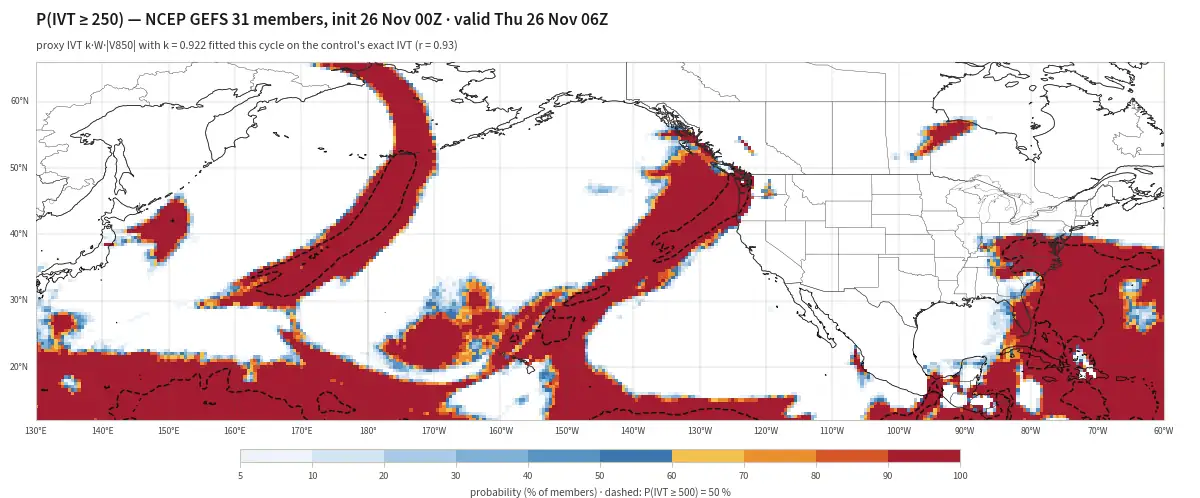 P(IVT ≥ 250) — NCEP GEFS 31 members, init 26 Nov 00Z · valid Thu 26 Nov 06Z
proxy IVT k·W·|V850| with k = 0.922 fitted this cycle on the control's exact IVT (r = 0.93)
60°N
50°N
40°N
30°N
20°N
130°E 140°E 150°E 160°E 170°E 180° 170°W 160°W 150°W 140°W 130°W 120°W 110°W 100°W 90°W 80°W 70°W 60°W
5 10 20 30 40 50 60 70 80 90 100
probability (% of members) · dashed: P(IVT ≥ 500) = 50 %